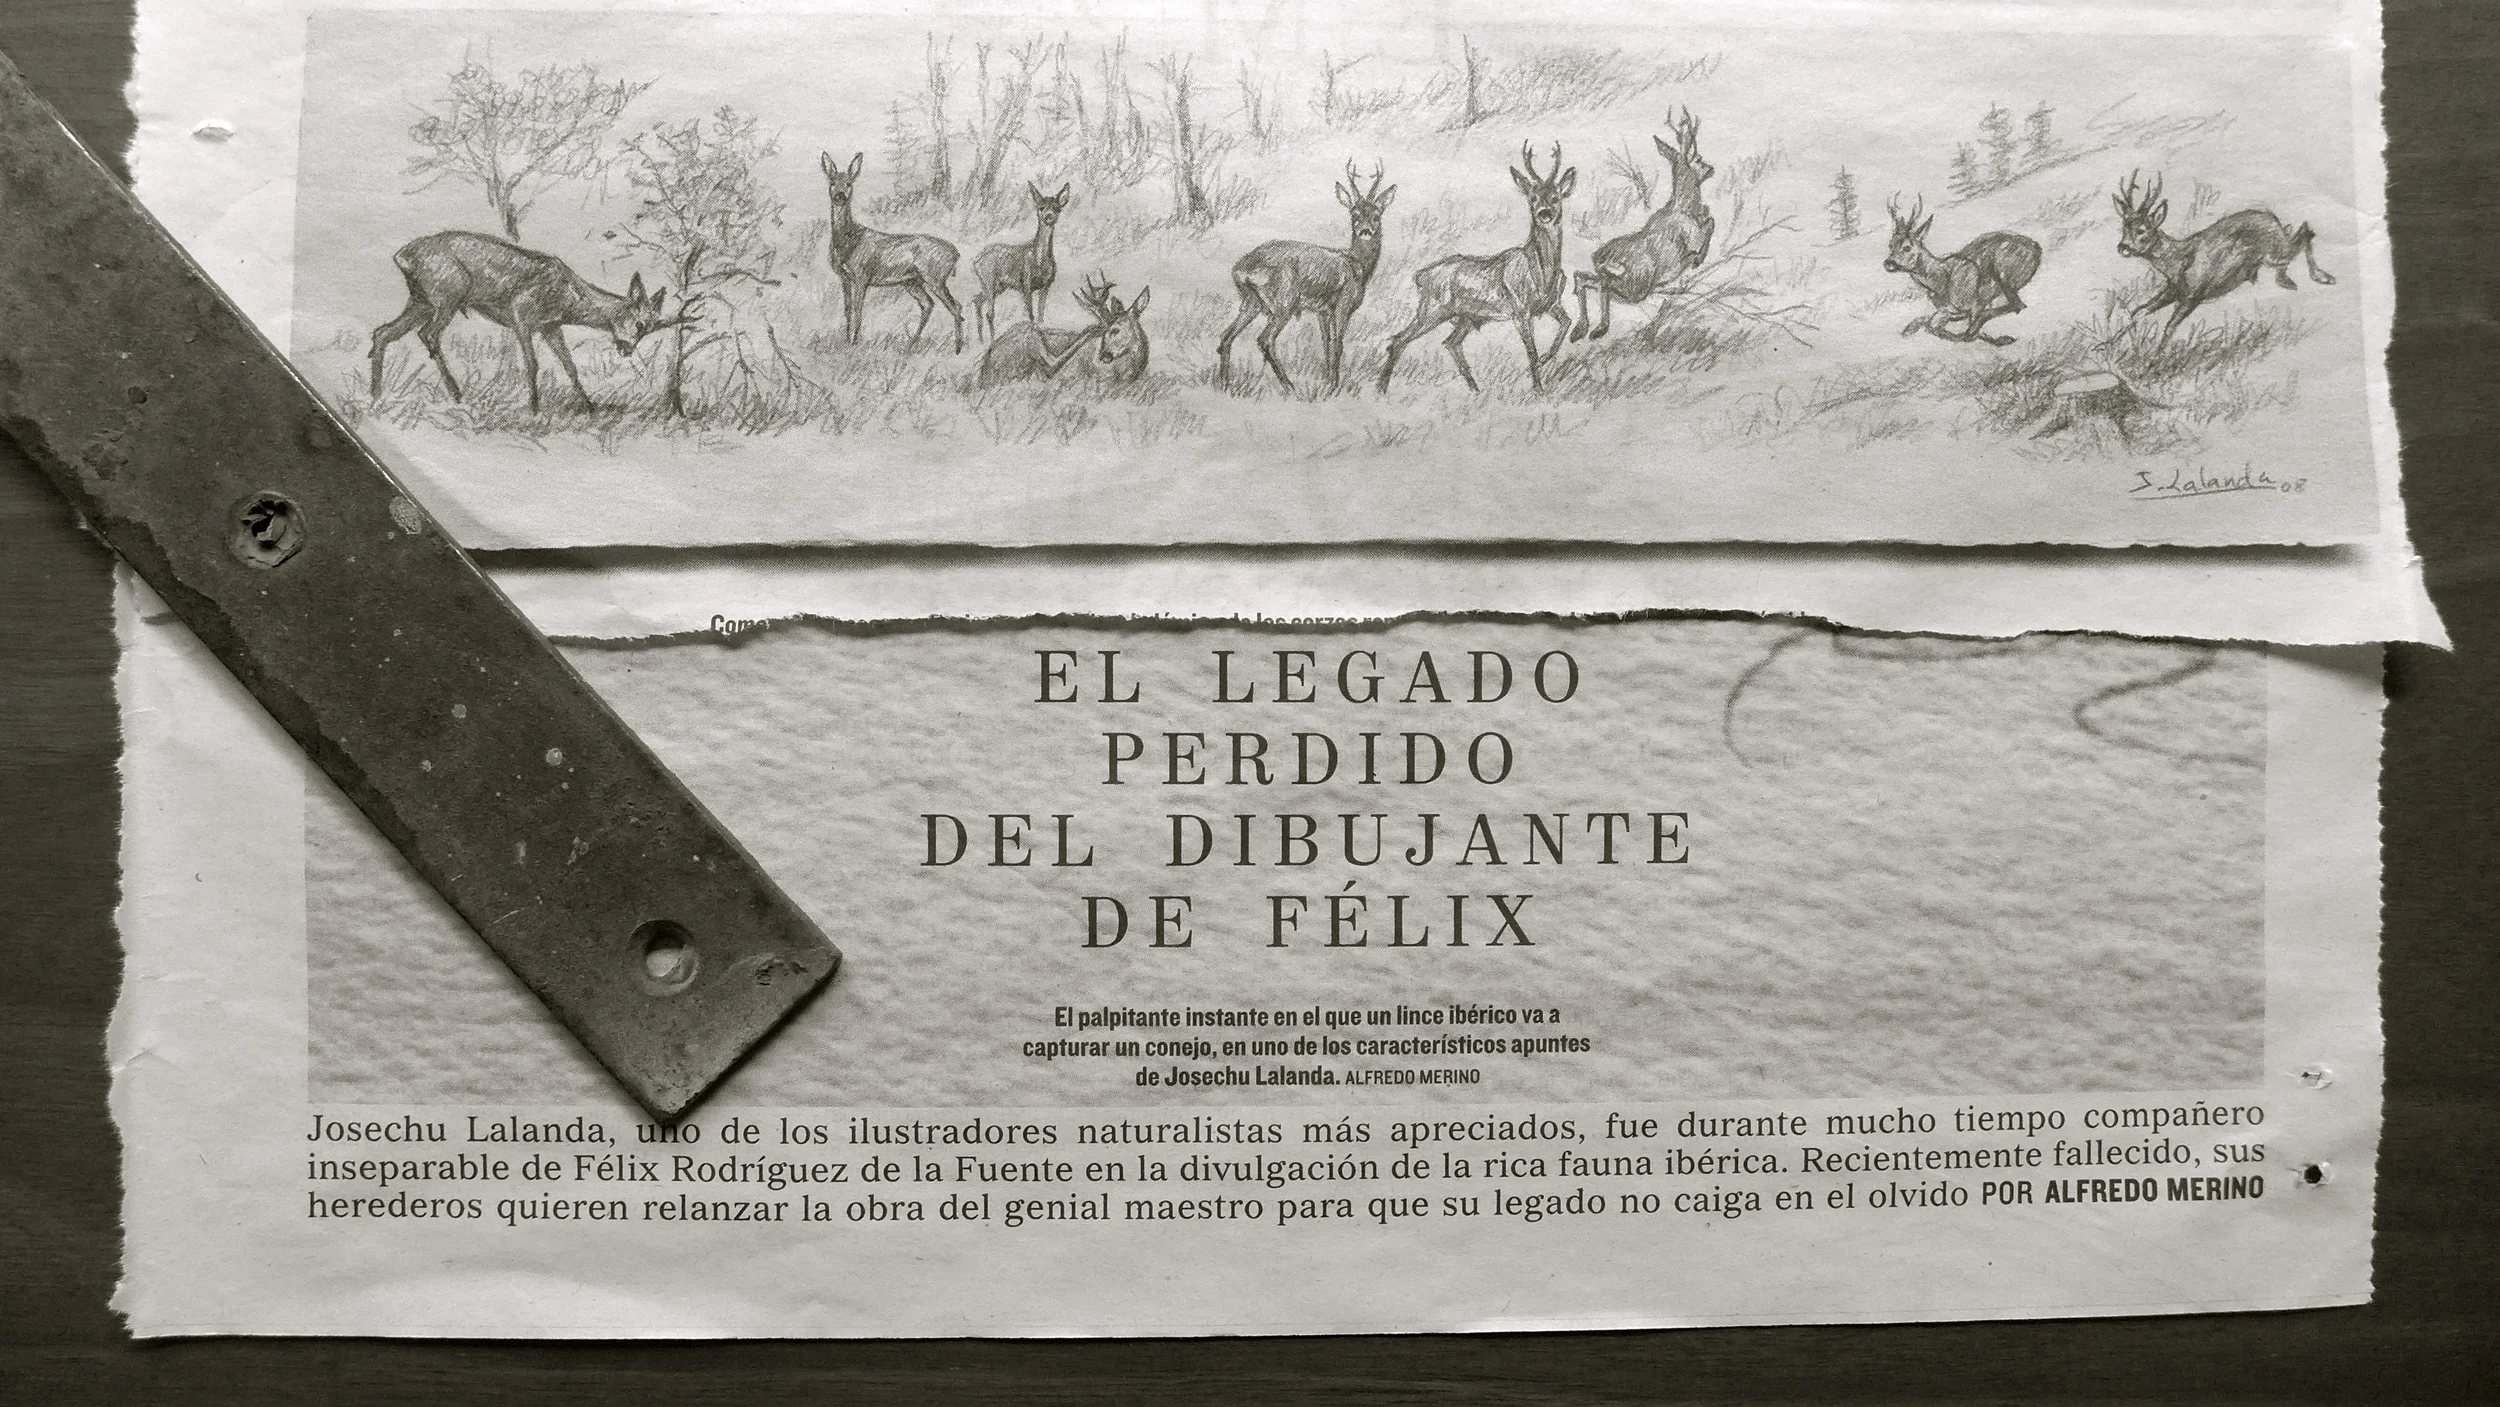 J. Lalanda 08
de los corzos
EL LEGADO
PERDIDO
DEL DIBUJANTE
DE FÉLIX
El palpitante instante en el que un lince ibérico va a
capturar un conejo, en uno de los característicos apuntes
de Josechu Lalanda. ALFREDO MERINO
Josechu Lalanda, uno de los ilustradores naturalistas más apreciados, fue durante mucho tiempo compañero
inseparable de Félix Rodríguez de la Fuente en la divulgación de la rica fauna ibérica. Recientemente fallecido, sus
herederos quieren relanzar la obra del genial maestro para que su legado no caiga en el olvido POR ALFREDO MERINO